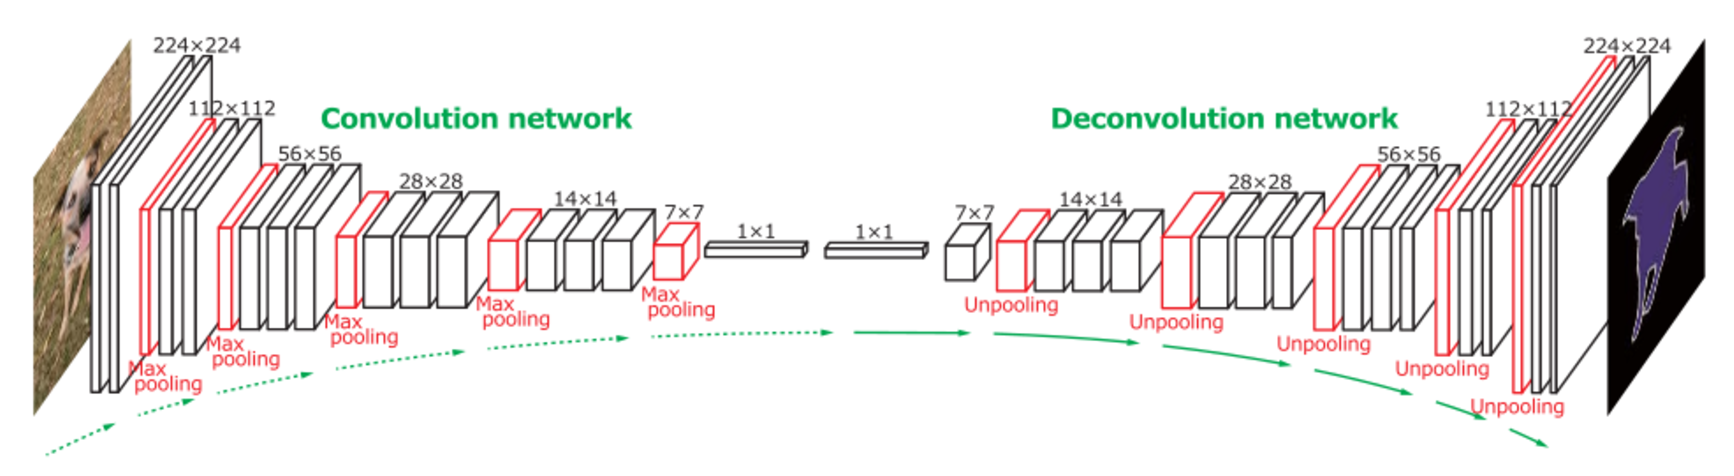 224×224
112×112
Convolution network
56×56
28×28
14×14
7×7
1×1
1×1
7×7
14×14
28×28
Deconvolution network
56×56
112×112
224×224
Max
pooling
Max
pooling
Max
pooling
Max
pooling
Max
pooling
Unpooling
Unpooling
Unpooling
Unpooling
Unpooling